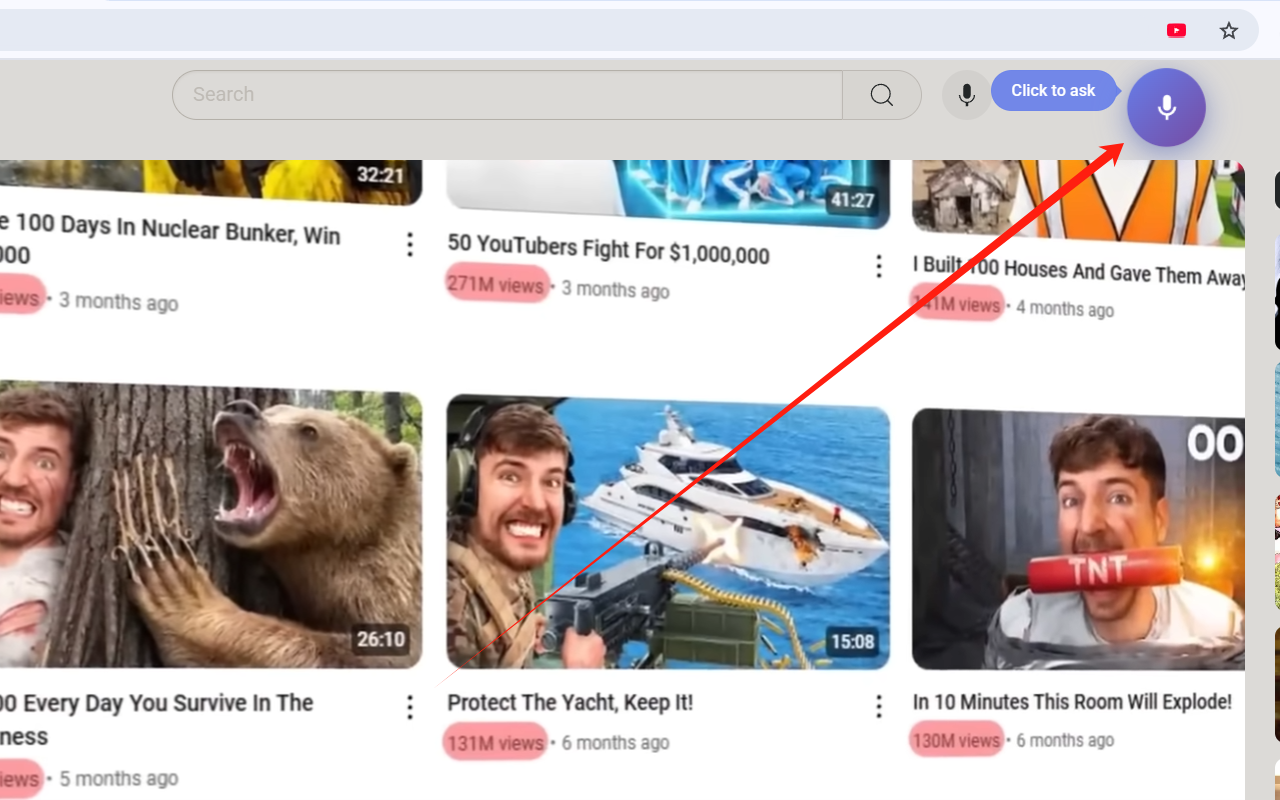 Search
Click to ask
32:21
41:27
e 100 Days In Nuclear Bunker, Win
000
iews • 3 months ago
50 YouTubers Fight For $1,000,000
271M views • 3 months ago
I Built 100 Houses And Gave Them Away
141M views • 4 months ago
26:10
15:08
00
TNT
00 Every Day You Survive In The
ness
iews • 5 months ago
Protect The Yacht, Keep It!
131M views • 6 months ago
In 10 Minutes This Room Will Explode!
130M views • 6 months ago